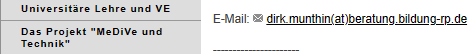 Universitäre Lehre und VE
Das Projekt "MeDiVe und
Technik"
E-Mail: dirk.munthin(at)beratung.bildung-rp.de
----------------------